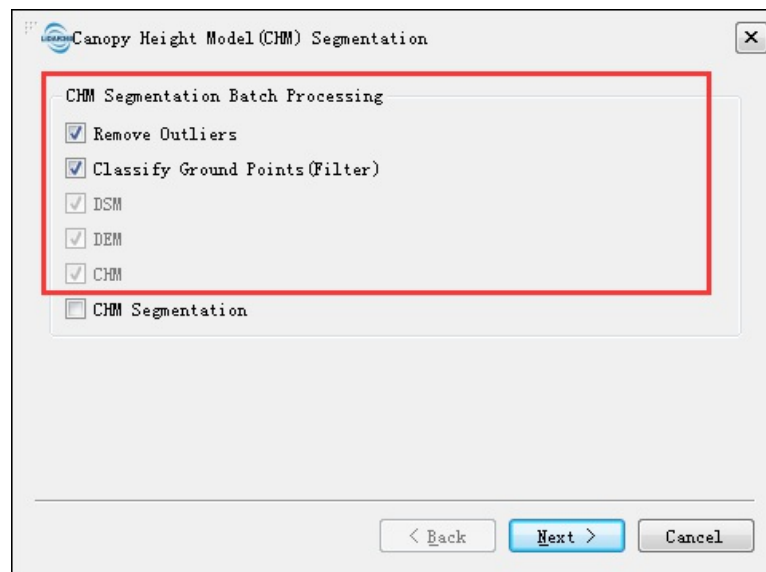 Canopy Height Model(CHM) Segmentation
CHM Segmentation Batch Processing
Remove Outliers
Classify Ground Points(Filter)
DSM
DEM
CHM
CHM Segmentation
< Back Next > Cancel